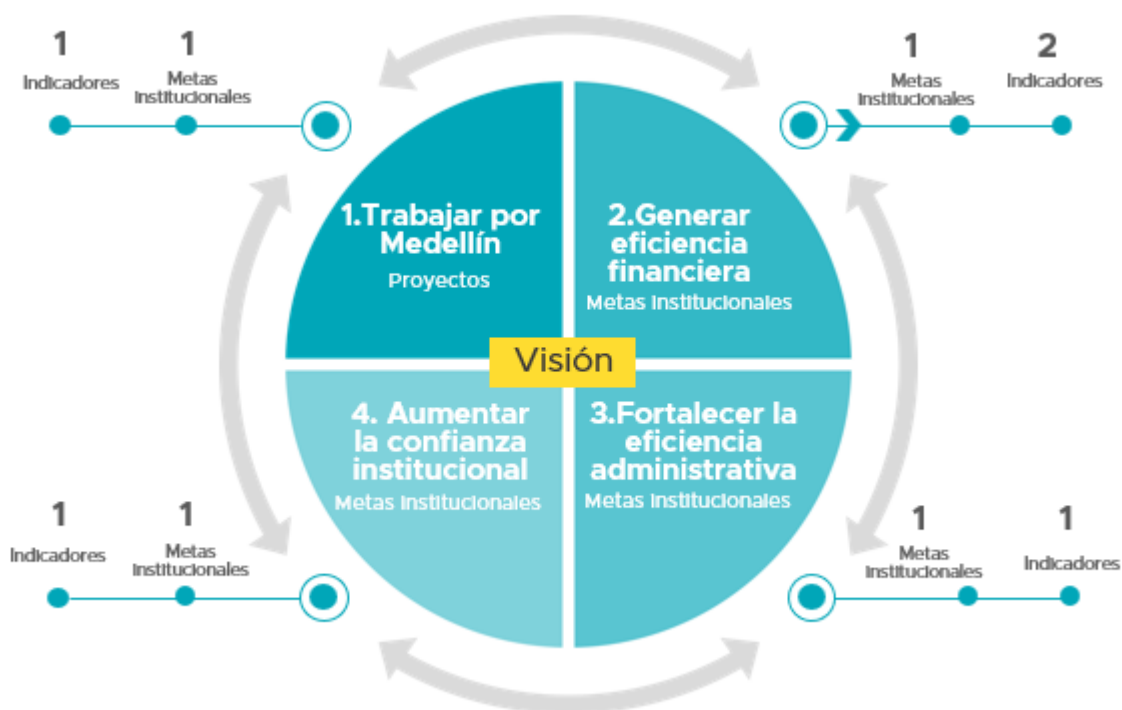 1
Indicadores
1
Metas
Institucionales
1
Metas
Institucionales
2
Indicadores
1.Trabajar por
Medellín
Proyectos
2.Generar
eficiencia
financiera
Metas Institucionales
Visión
4. Aumentar
la confianza
institucional
Metas Institucionales
3.Fortalecer la
eficiencia
administrativa
Metas Institucionales
1
Indicadores
1
Metas
Institucionales
1
Metas
Institucionales
1
Indicadores